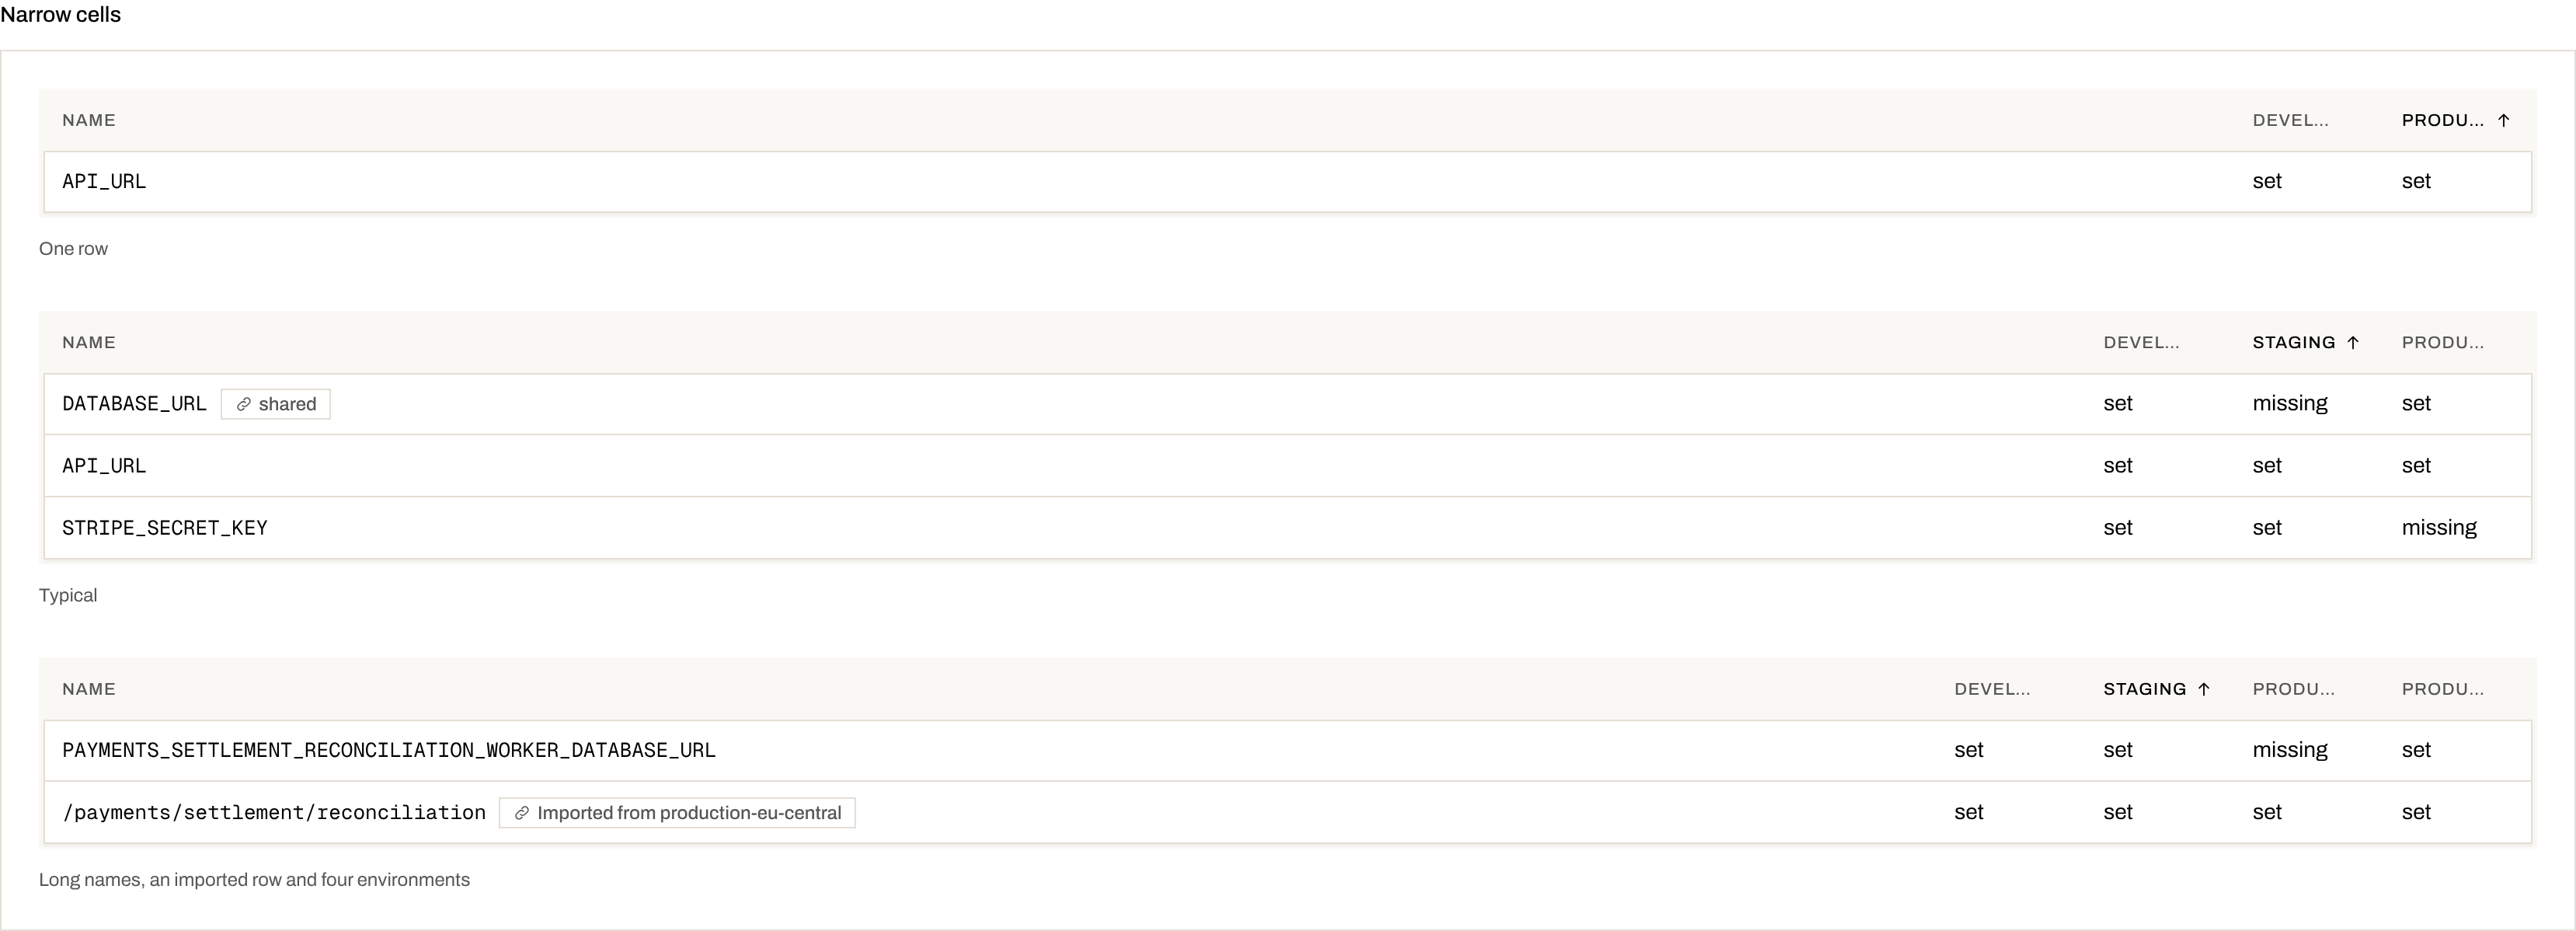 Narrow cells
NAME DEVEL... PRODU... ↑
API_URL set set
One row
NAME DEVEL... STAGING ↑ PRODU...
DATABASE_URL shared set missing set
API_URL set set set
STRIPE_SECRET_KEY set set missing
Typical
NAME DEVEL... STAGING ↑ PRODU... PRODU...
PAYMENTS_SETTLEMENT_RECONCILIATION_WORKER_DATABASE_URL set set missing set
/payments/settlement/reconciliation Imported from production-eu-central set set set set
Long names, an imported row and four environments